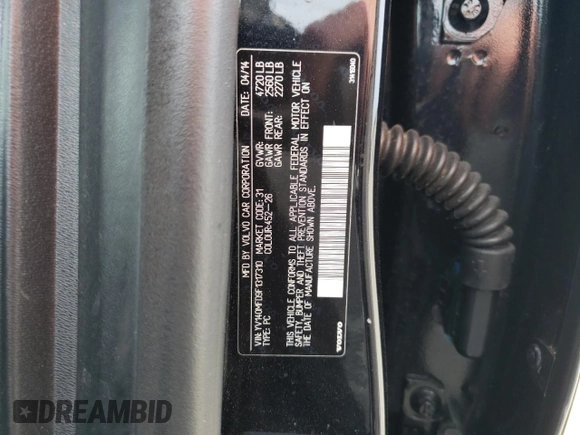 MFD BY VOLVO CAR CORPORATION DATE: 04/14
VIN: YV140MFD9F1317310 MARKET CODE: 31 GVWR: 4720 LB
TYPE: PC COLOUR:452-26 GAWR FRONT: 2560 LB
GAWR REAR: 2270 LB
THIS VEHICLE CONFORMS TO ALL APPLICABLE FEDERAL MOTOR VEHICLE
SAFETY, BUMPER AND THEFT PREVENTION STANDARDS IN EFFECT ON
THE DATE OF MANUFACTURE SHOWN ABOVE.
VOLVO
DREAMBID